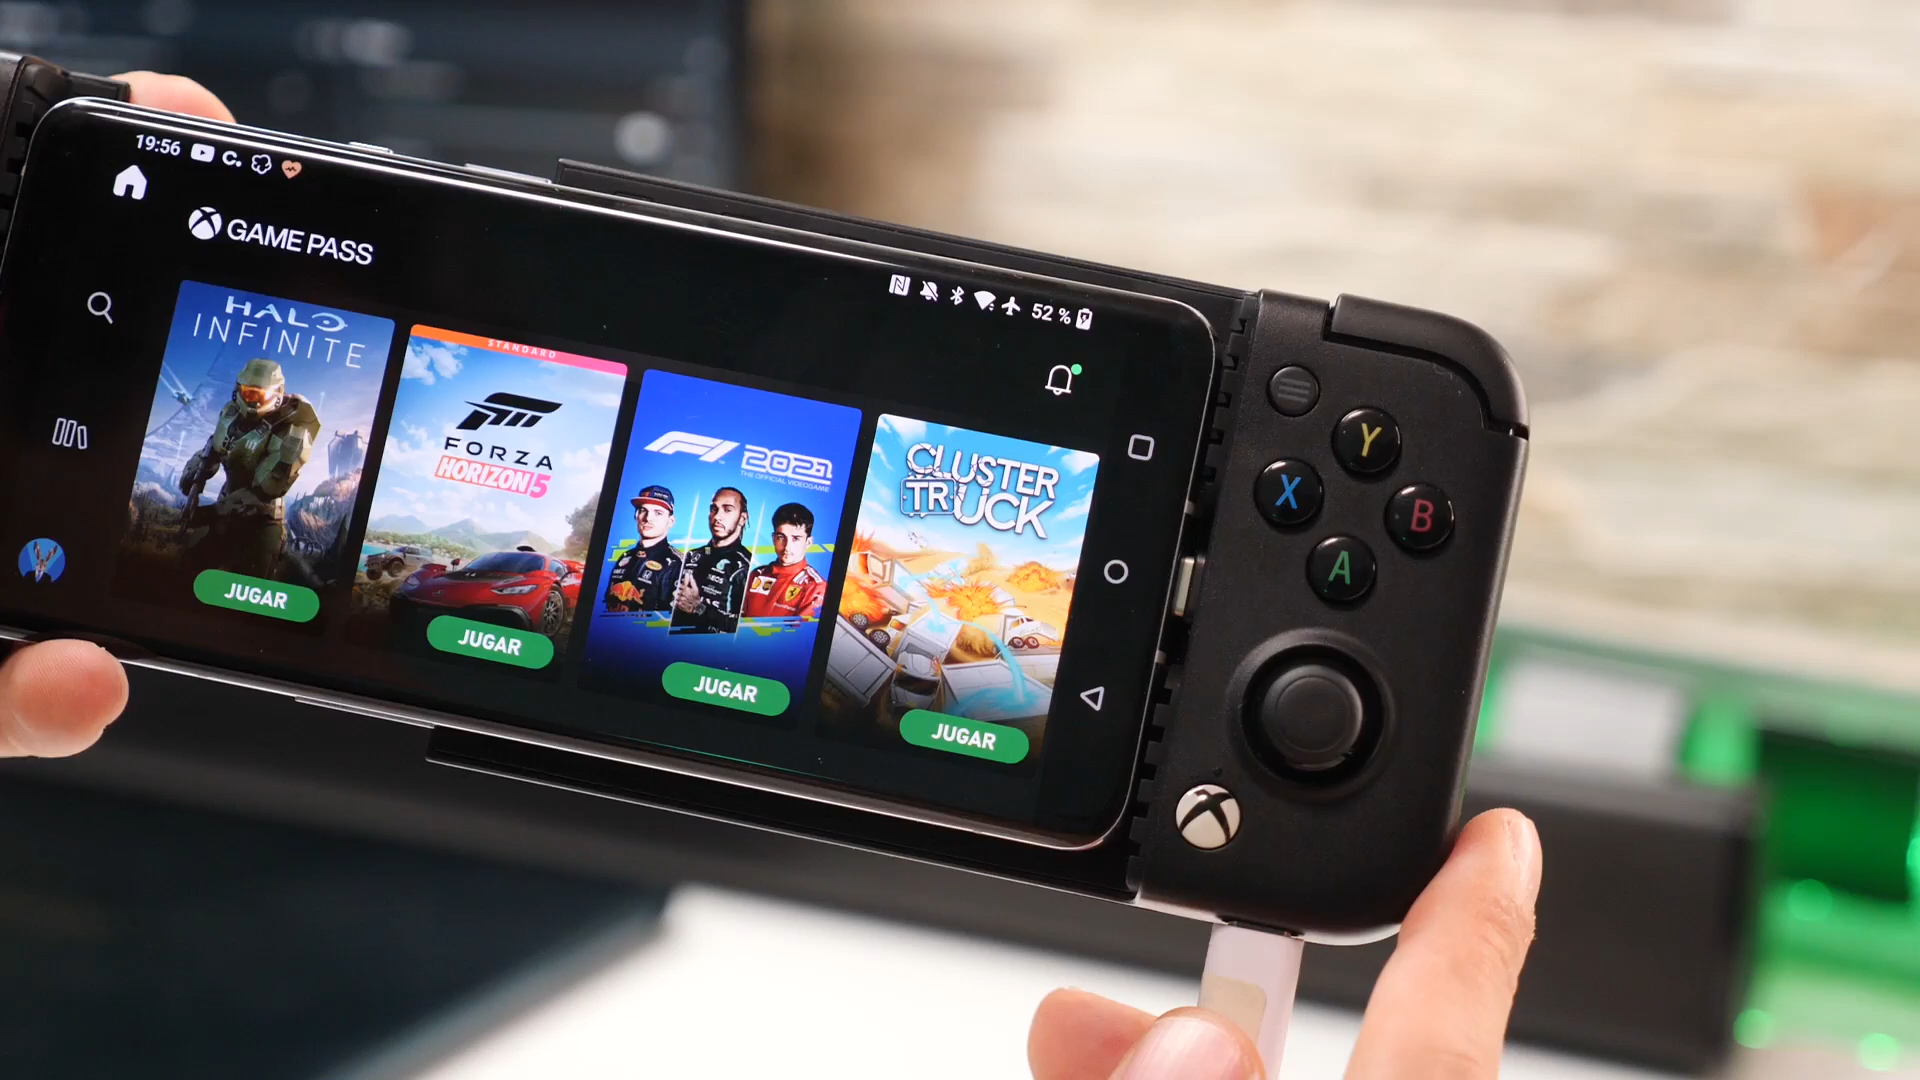 19:56
C.
52 %
GAME PASS
HALO
INFINITE
JUGAR
STANDARD
FORZA
HORIZON 5
JUGAR
F1 2021
THE OFFICIAL VIDEOGAME
JUGAR
CLUSTER
TRUCK
JUGAR
Y
X
B
A